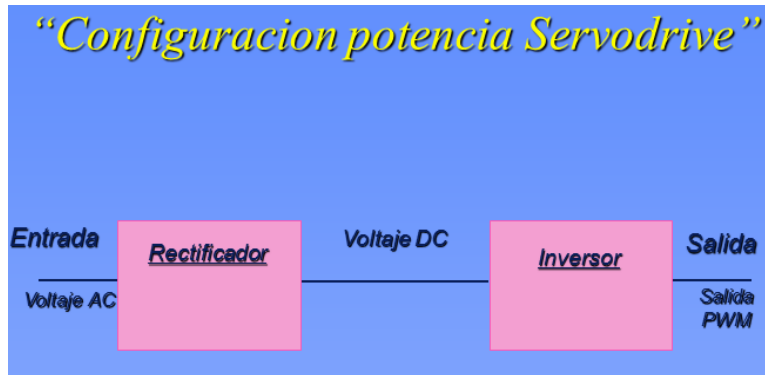 “Configuracion potencia Servodrive”
Entrada
Rectificador
Voltaje DC
Inversor
Salida
Voltaje AC
Salida
PWM